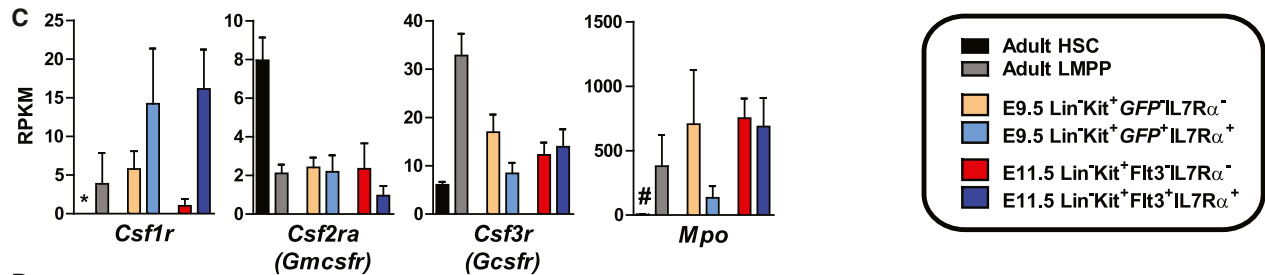 C
25 20 15 10 5 0
RPKM
*
Csf1r
10 8 6 4 2 0
Csf2ra
(Gmcsfr)
40 30 20 10 0
Csf3r
(Gcsfr)
1500 1000 500 0
#
Mpo
Adult HSC
Adult LMPP
E9.5 Lin⁻Kit⁺GFP⁻IL7Rα⁻
E9.5 Lin⁻Kit⁺GFP⁺IL7Rα⁺
E11.5 Lin⁻Kit⁺Flt3⁻IL7Rα⁻
E11.5 Lin⁻Kit⁺Flt3⁺IL7Rα⁺